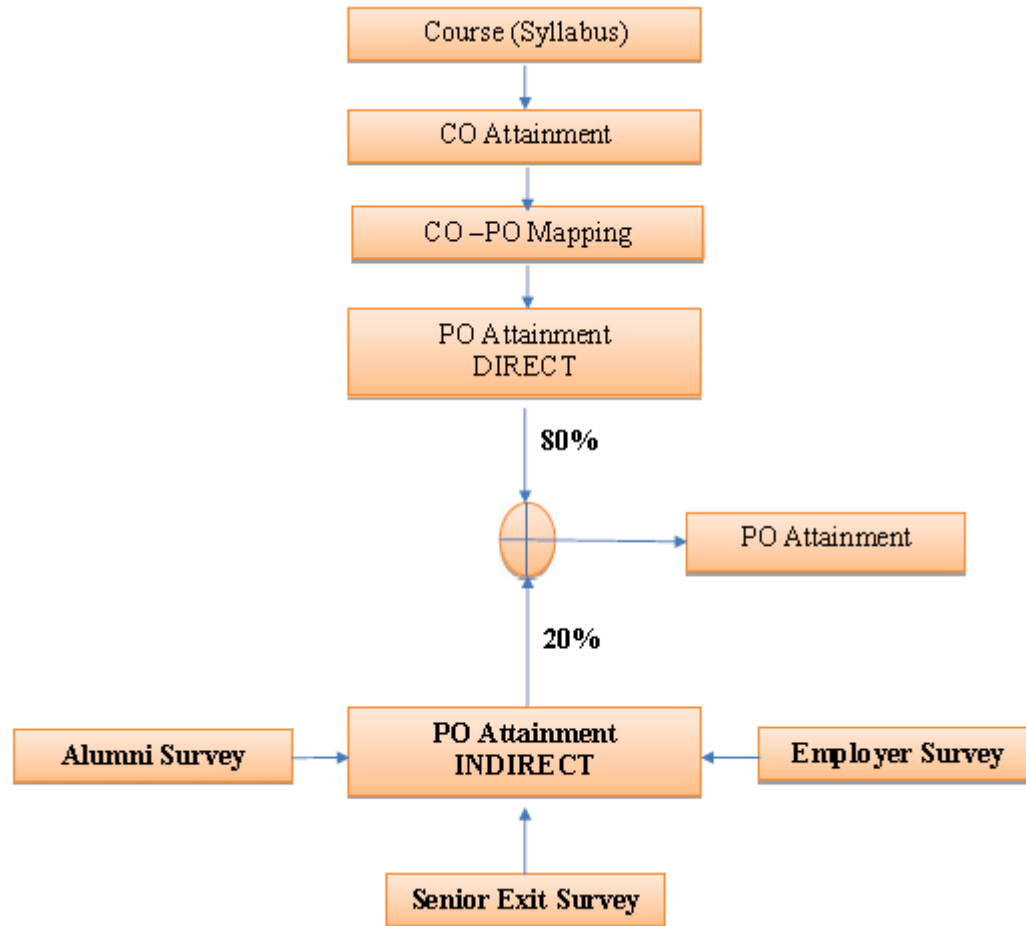 Course (Syllabus)
CO Attainment
CO –PO Mapping
PO Attainment
DIRECT
80%
PO Attainment
20%
PO Attainment
INDIRECT
Alumni Survey
Employer Survey
Senior Exit Survey